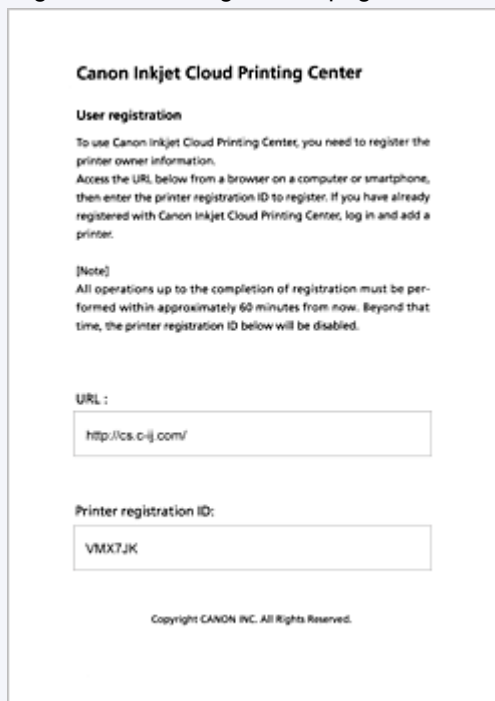 Canon Inkjet Cloud Printing Center
User registration
To use Canon Inkjet Cloud Printing Center, you need to register the
printer owner information.
Access the URL below from a browser on a computer or smartphone,
then enter the printer registration ID to register. If you have already
registered with Canon Inkjet Cloud Printing Center, log in and add a
printer.
[Note]
All operations up to the completion of registration must be per-
formed within approximately 60 minutes from now. Beyond that
time, the printer registration ID below will be disabled.
URL :
http://cs.c-ij.com/
Printer registration ID:
VMX7JK
Copyright CANON INC. All Rights Reserved.